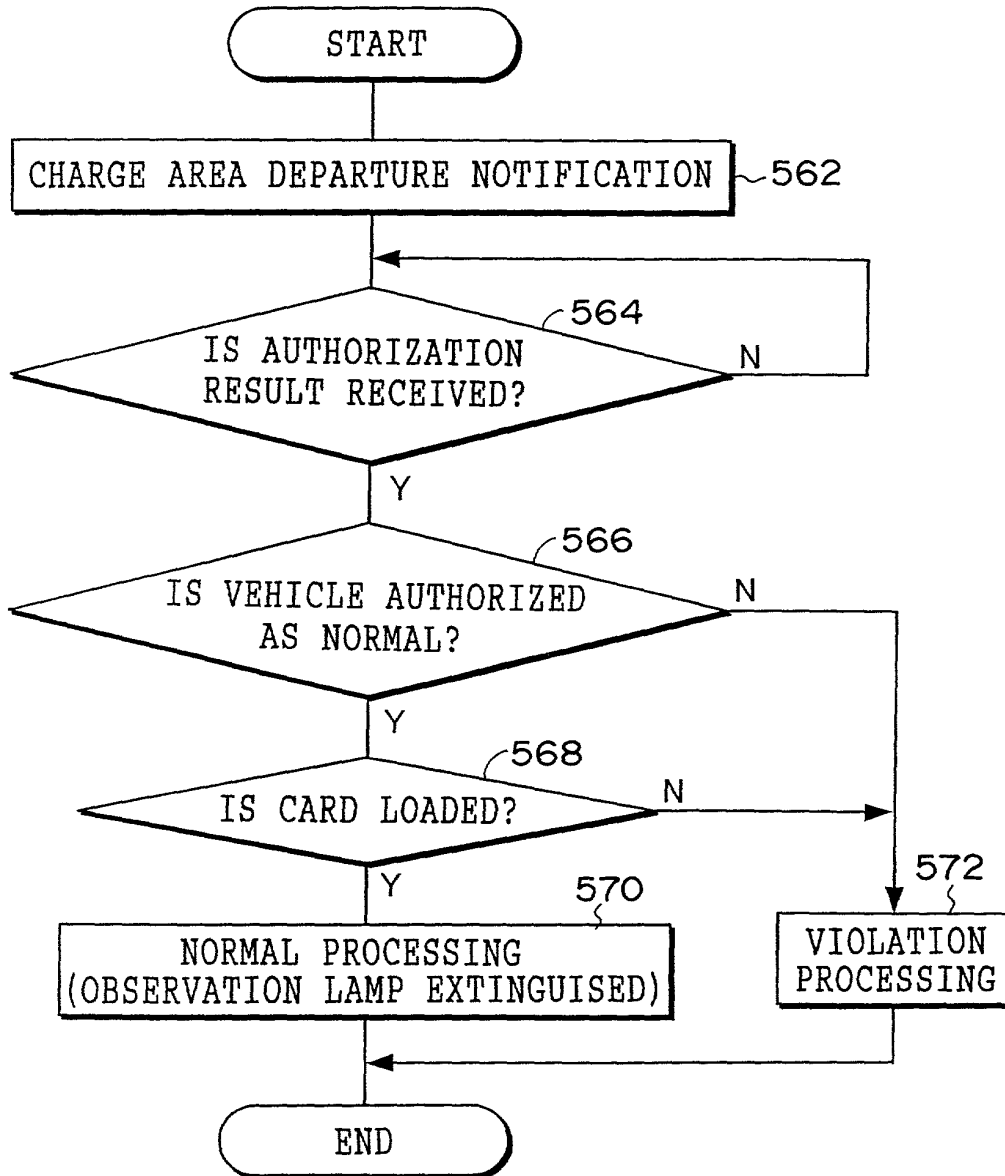 START
CHARGE AREA DEPARTURE NOTIFICATION
562
564
IS AUTHORIZATION
RESULT RECEIVED?
N
Y
566
IS VEHICLE AUTHORIZED
AS NORMAL?
N
Y
568
IS CARD LOADED?
N
Y
570
NORMAL PROCESSING
(OBSERVATION LAMP EXTINGUISED)
572
VIOLATION
PROCESSING
END